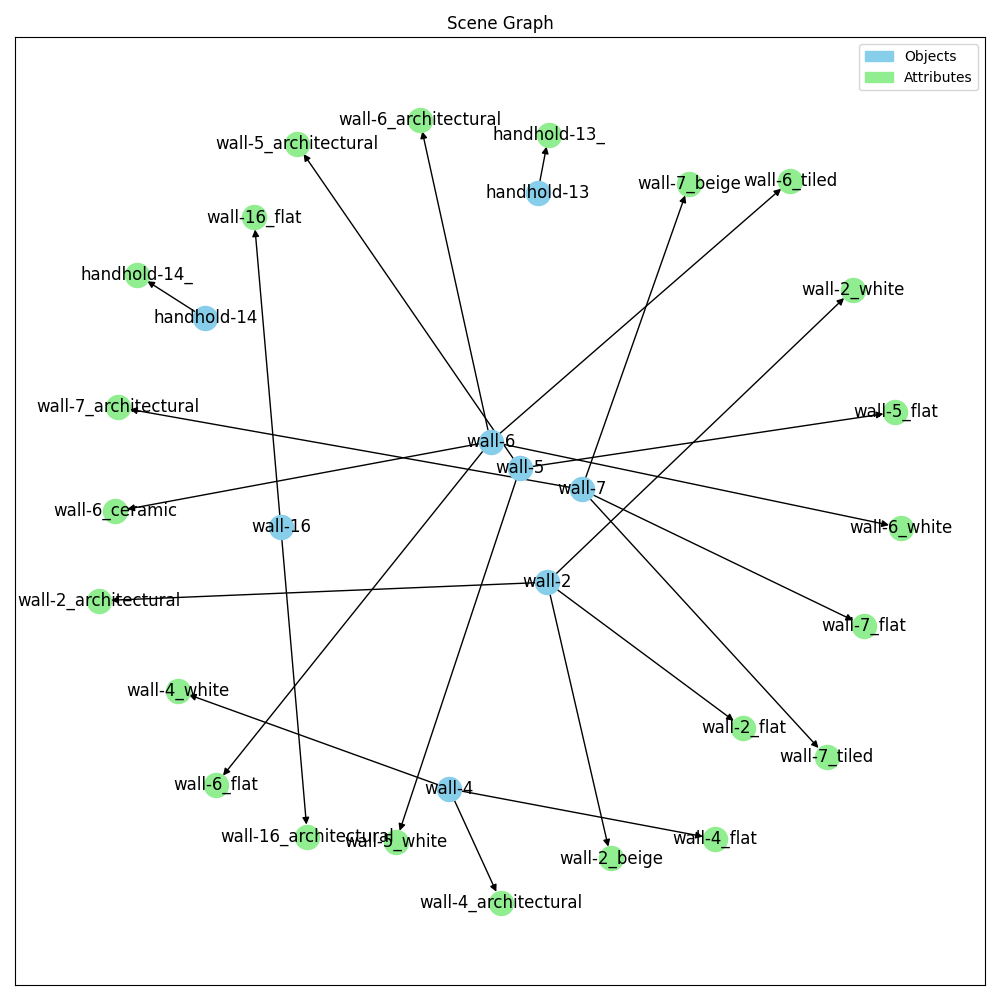 Scene Graph
Objects
Attributes
wall-6_architectural
handhold-13_
wall-5_architectural
wall-7_beige
wall-6_tiled
handhold-13
wall-16_flat
handhold-14_
wall-2_white
handhold-14
wall-7_architectural
wall-5_flat
wall-6
wall-5
wall-7
wall-6_ceramic
wall-16
wall-6_white
wall-2
wall-2_architectural
wall-7_flat
wall-4_white
wall-2_flat
wall-7_tiled
wall-6_flat
wall-4
wall-16_architectural
wall-5_white
wall-4_flat
wall-2_beige
wall-4_architectural